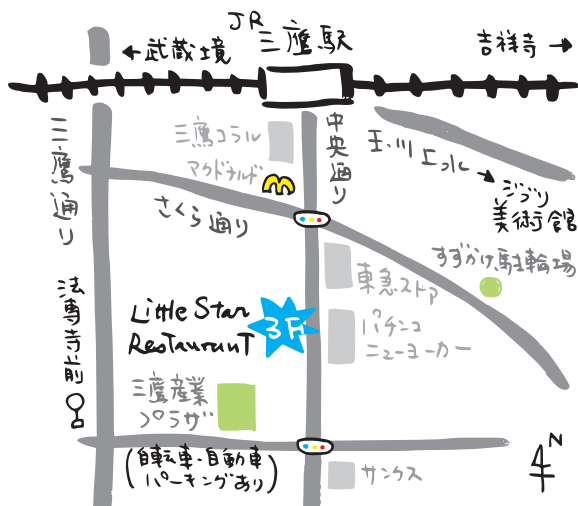 JR
三鷹駅
←武蔵境
吉祥寺→
三鷹通り
三鷹コラル
マクドナルド
中央通り
玉川上水
→ジブリ
美術館
さくら通り
すずかけ駐輪場
東急ストア
法専寺前
Little Star
Restaurant
3F
パチンコ
ニューヨーカー
三鷹産業
プラザ
(自転車・自動車
パーキングあり)
サンクス
N